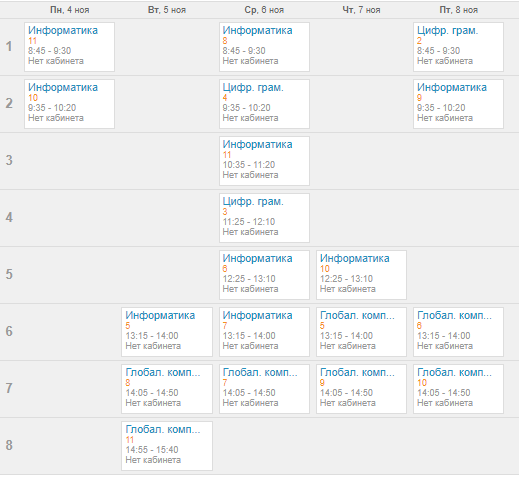 Пн, 4 ноя Вт, 5 ноя Ср, 6 ноя Чт, 7 ноя Пт, 8 ноя
1
Информатика
11
8:45 - 9:30
Нет кабинета
Информатика
8
8:45 - 9:30
Нет кабинета
Цифр. грам.
2
8:45 - 9:30
Нет кабинета
2
Информатика
10
9:35 - 10:20
Нет кабинета
Цифр. грам.
4
9:35 - 10:20
Нет кабинета
Информатика
9
9:35 - 10:20
Нет кабинета
3
Информатика
11
10:35 - 11:20
Нет кабинета
4
Цифр. грам.
3
11:25 - 12:10
Нет кабинета
5
Информатика
6
12:25 - 13:10
Нет кабинета
Информатика
10
12:25 - 13:10
Нет кабинета
6
Информатика
5
13:15 - 14:00
Нет кабинета
Информатика
7
13:15 - 14:00
Нет кабинета
Глобал. комп...
5
13:15 - 14:00
Нет кабинета
Глобал. комп...
6
13:15 - 14:00
Нет кабинета
7
Глобал. комп...
8
14:05 - 14:50
Нет кабинета
Глобал. комп...
7
14:05 - 14:50
Нет кабинета
Глобал. комп...
9
14:05 - 14:50
Нет кабинета
Глобал. комп...
10
14:05 - 14:50
Нет кабинета
8
Глобал. комп...
11
14:55 - 15:40
Нет кабинета